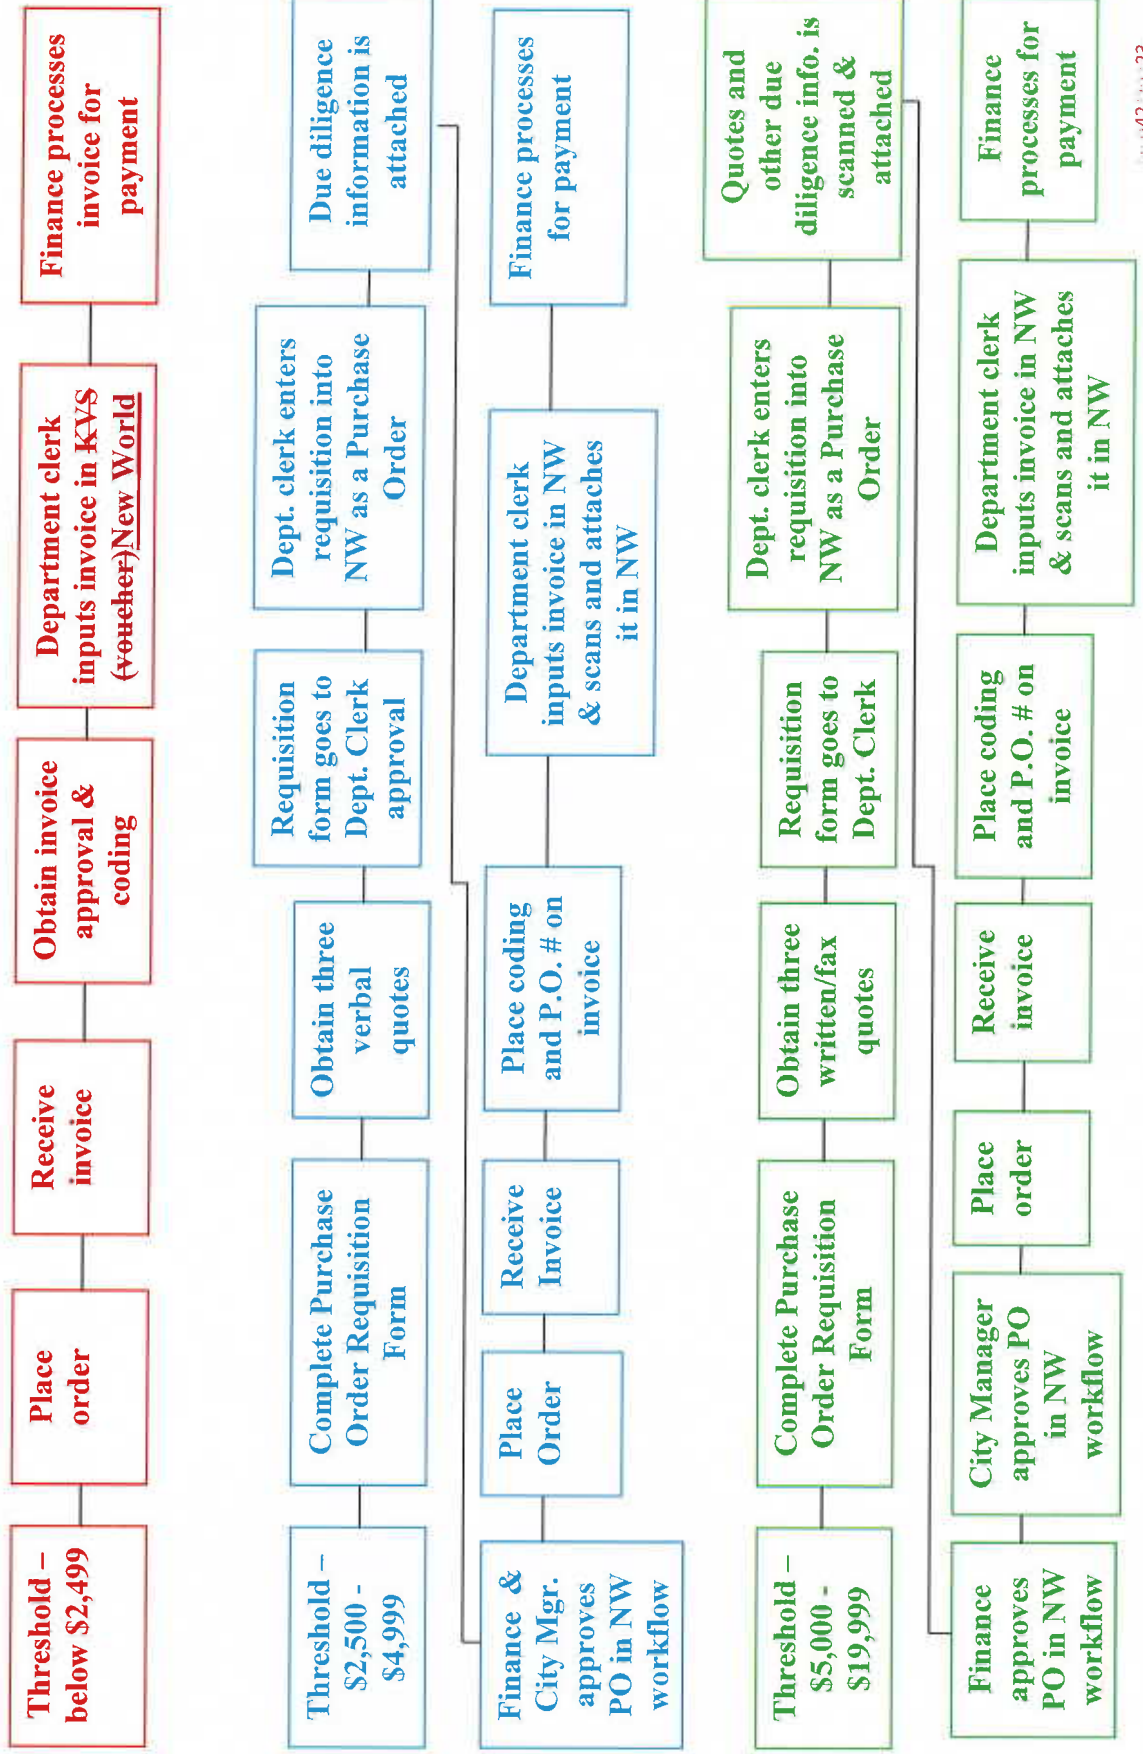 Threshold –
below $2,499
Place
order
Receive
invoice
Obtain invoice
approval &
coding
Department clerk
inputs invoice in KVS
(voucher)New World
Finance processes
invoice for
payment
Threshold –
$2,500 -
$4,999
Complete Purchase
Order Requisition
Form
Obtain three
verbal
quotes
Requisition
form goes to
Dept. Clerk
approval
Dept. clerk enters
requisition into
NW as a Purchase
Order
Due diligence
information is
attached
Finance &
City Mgr.
approves
PO in NW
workflow
Place
Order
Receive
Invoice
Place coding
and P.O. # on
invoice
Department clerk
inputs invoice in NW
& scans and attaches
it in NW
Finance processes
for payment
Threshold –
$5,000 -
$19,999
Complete Purchase
Order Requisition
Form
Obtain three
written/fax
quotes
Requisition
form goes to
Dept. Clerk
Dept. clerk enters
requisition into
NW as a Purchase
Order
Quotes and
other due
diligence info. is
scanned &
attached
Finance
approves
PO in NW
workflow
City Manager
approves PO
in NW
workflow
Place
order
Receive
invoice
Place coding
and P.O. # on
invoice
Department clerk
inputs invoice in NW
& scans and attaches
it in NW
Finance
processes for
payment